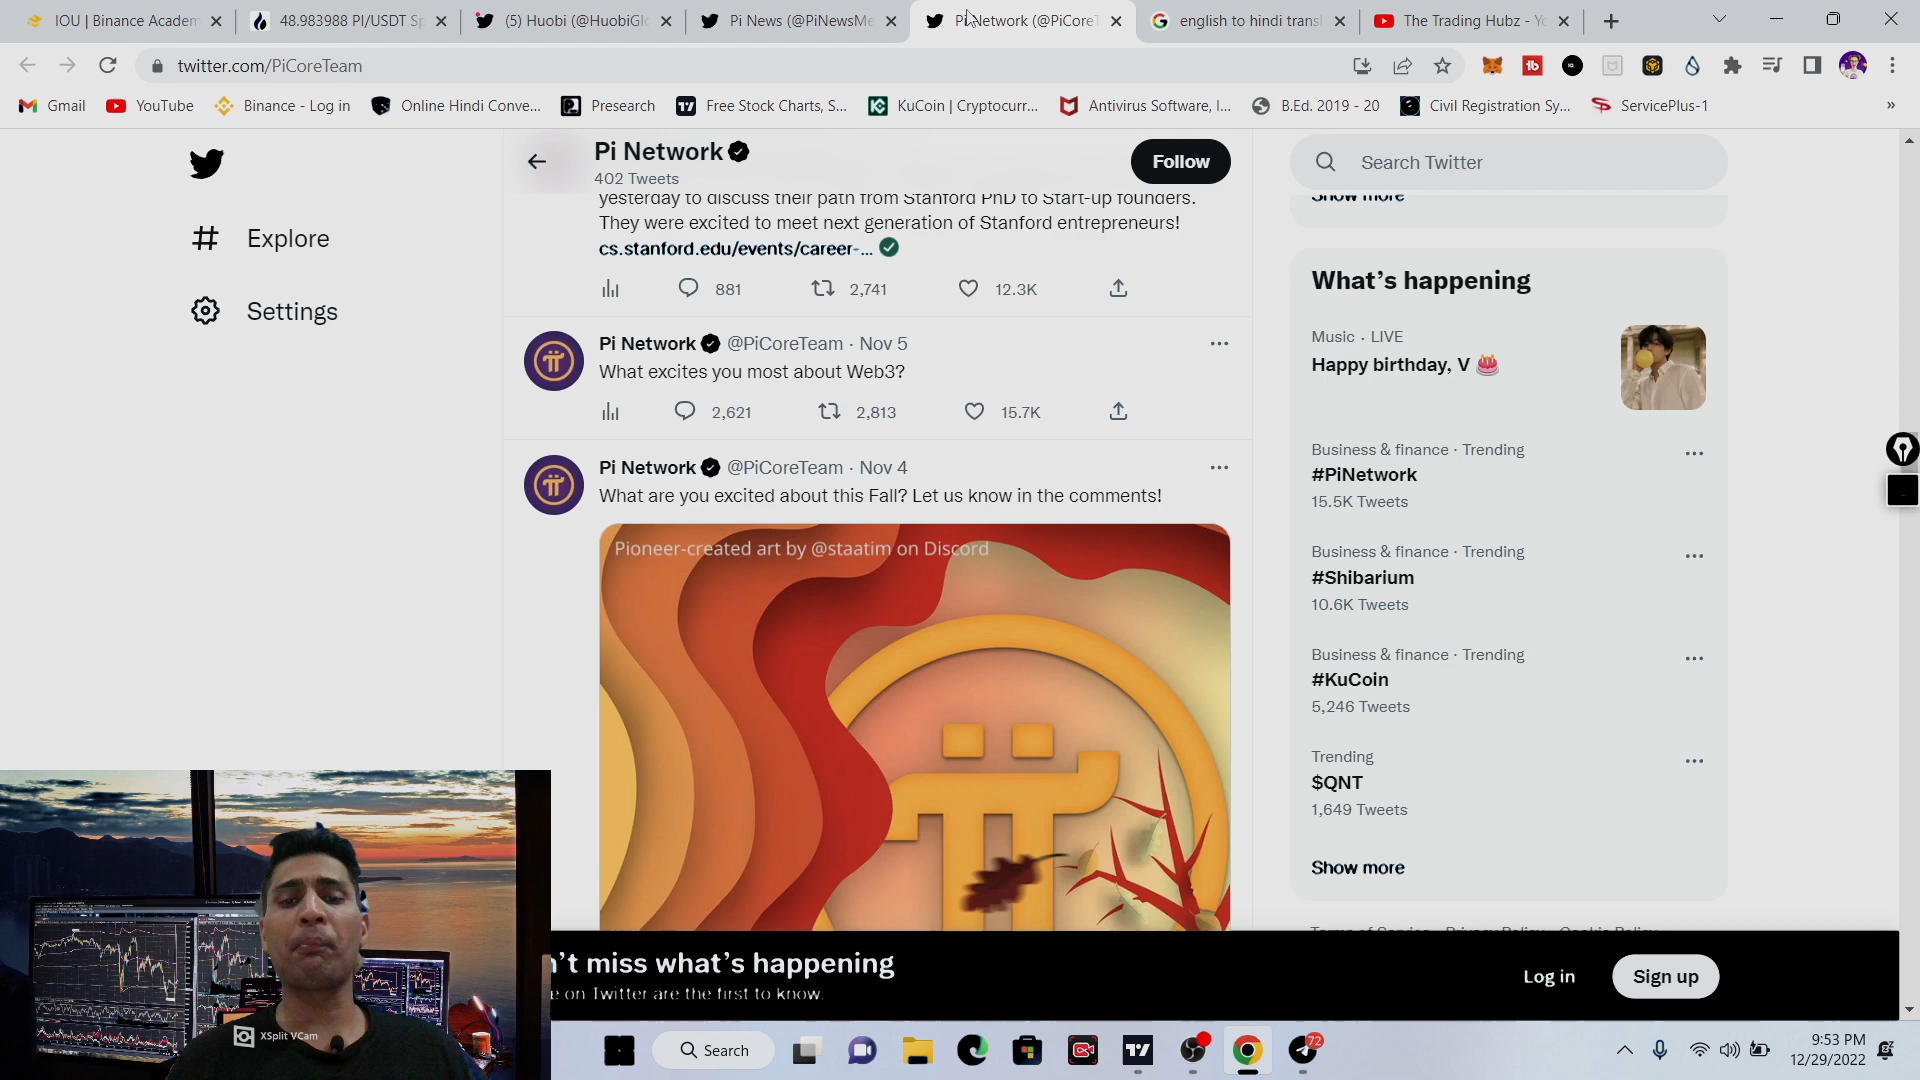 IOU | Binance Academ
48.983988 PI/USDT Sp
(5) Huobi (@HuobiGlo
Pi News (@PiNewsMe
Pi Network (@PiCoreT
english to hindi transl
The Trading Hubz - Yo
twitter.com/PiCoreTeam
Gmail
YouTube
Binance - Log in
Online Hindi Conve...
Presearch
Free Stock Charts, S...
KuCoin | Cryptocurr...
Antivirus Software, I...
B.Ed. 2019 - 20
Civil Registration Sy...
ServicePlus-1
»
Explore
Settings
Pi Network
402 Tweets
Follow
yesterday to discuss their path from Stanford PhD to Start-up founders.
They were excited to meet next generation of Stanford entrepreneurs!
cs.stanford.edu/events/career-...
881 2,741 12.3K
Pi Network @PiCoreTeam · Nov 5
What excites you most about Web3?
2,621 2,813 15.7K
Pi Network @PiCoreTeam · Nov 4
What are you excited about this Fall? Let us know in the comments!
Pioneer-created art by @staatim on Discord
Search Twitter
Show more
What's happening
Music · LIVE
Happy birthday, V 🎂
Business & finance · Trending
#PiNetwork
15.5K Tweets
Business & finance · Trending
#Shibarium
10.6K Tweets
Business & finance · Trending
#KuCoin
5,246 Tweets
Trending
$QNT
1,649 Tweets
Show more
Terms of Service Privacy Policy Cookie Policy
't miss what's happening
e on Twitter are the first to know.
Log in
Sign up
XSplit VCam
Search
72
9:53 PM
12/29/2022